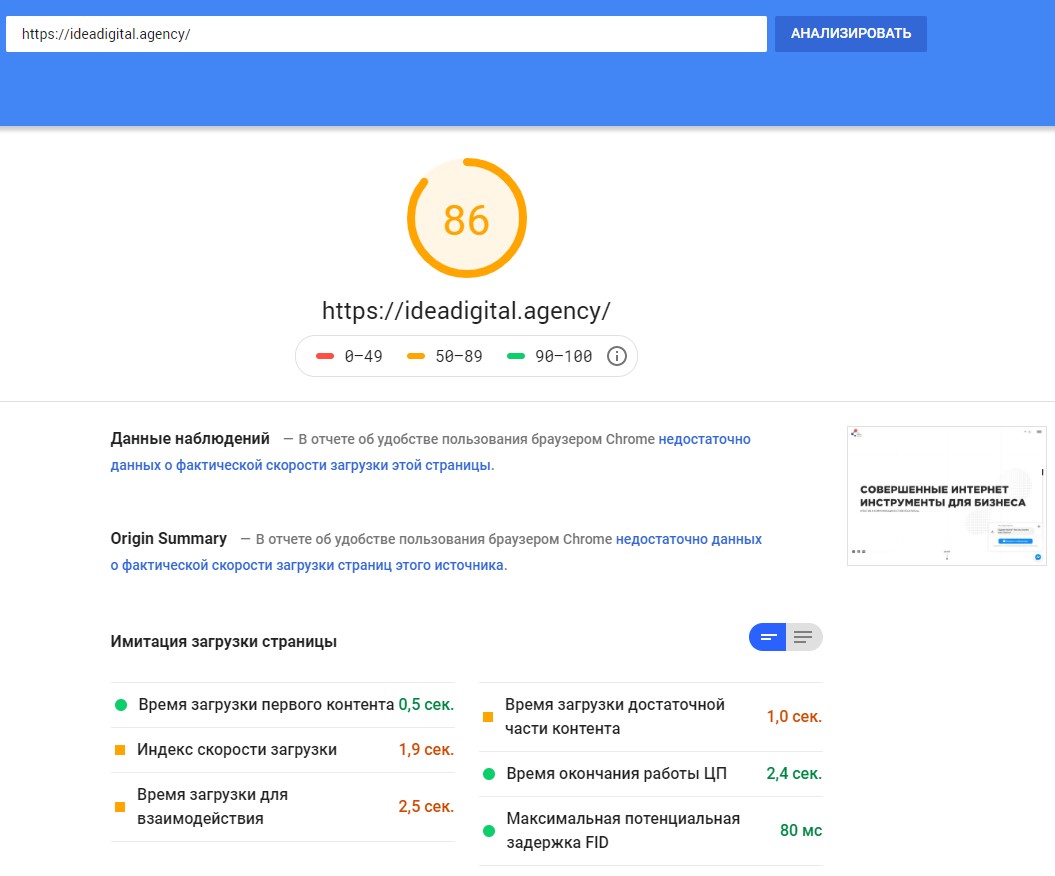 https://ideadigital.agency/
АНАЛИЗИРОВАТЬ
86
https://ideadigital.agency/
0–49
50–89
90–100
Данные наблюдений — В отчете об удобстве пользования браузером Chrome недостаточно
данных о фактической скорости загрузки этой страницы.
Origin Summary — В отчете об удобстве пользования браузером Chrome недостаточно данных
о фактической скорости загрузки страниц этого источника.
СОВЕРШЕННЫЕ ИНТЕРНЕТ
ИНСТРУМЕНТЫ ДЛЯ БИЗНЕСА
Имитация загрузки страницы
Время загрузки первого контента 0,5 сек.
Индекс скорости загрузки 1,9 сек.
Время загрузки для
взаимодействия 2,5 сек.
Время загрузки достаточной
части контента 1,0 сек.
Время окончания работы ЦП 2,4 сек.
Максимальная потенциальная
задержка FID 80 мс